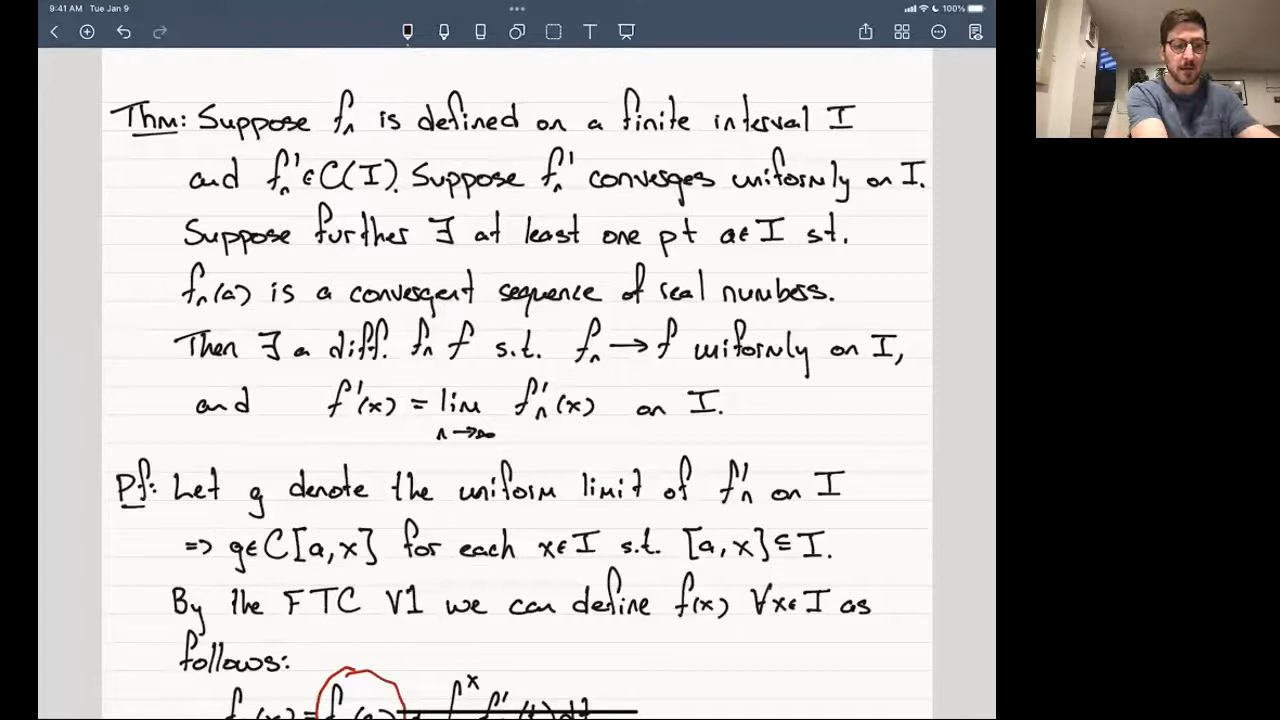 9:41 AM Tue Jan 9
100%
Thm: Suppose fₙ is defined on a finite interval I
and fₙ' ∈ C(I). Suppose fₙ' converges uniformly on I.
Suppose further ∃ at least one pt a ∈ I st.
fₙ(a) is a convergent sequence of real numbers.
Then ∃ a diff. fn f s.t. fₙ → f uniformly on I,
and f'(x) = lim fₙ'(x) on I.
n→∞
Pf: Let g denote the uniform limit of fₙ' on I
=> g ∈ C[a,x] for each x ∈ I s.t. [a,x] ⊆ I.
By the FTC V1 we can define f(x) ∀x ∈ I as
follows: